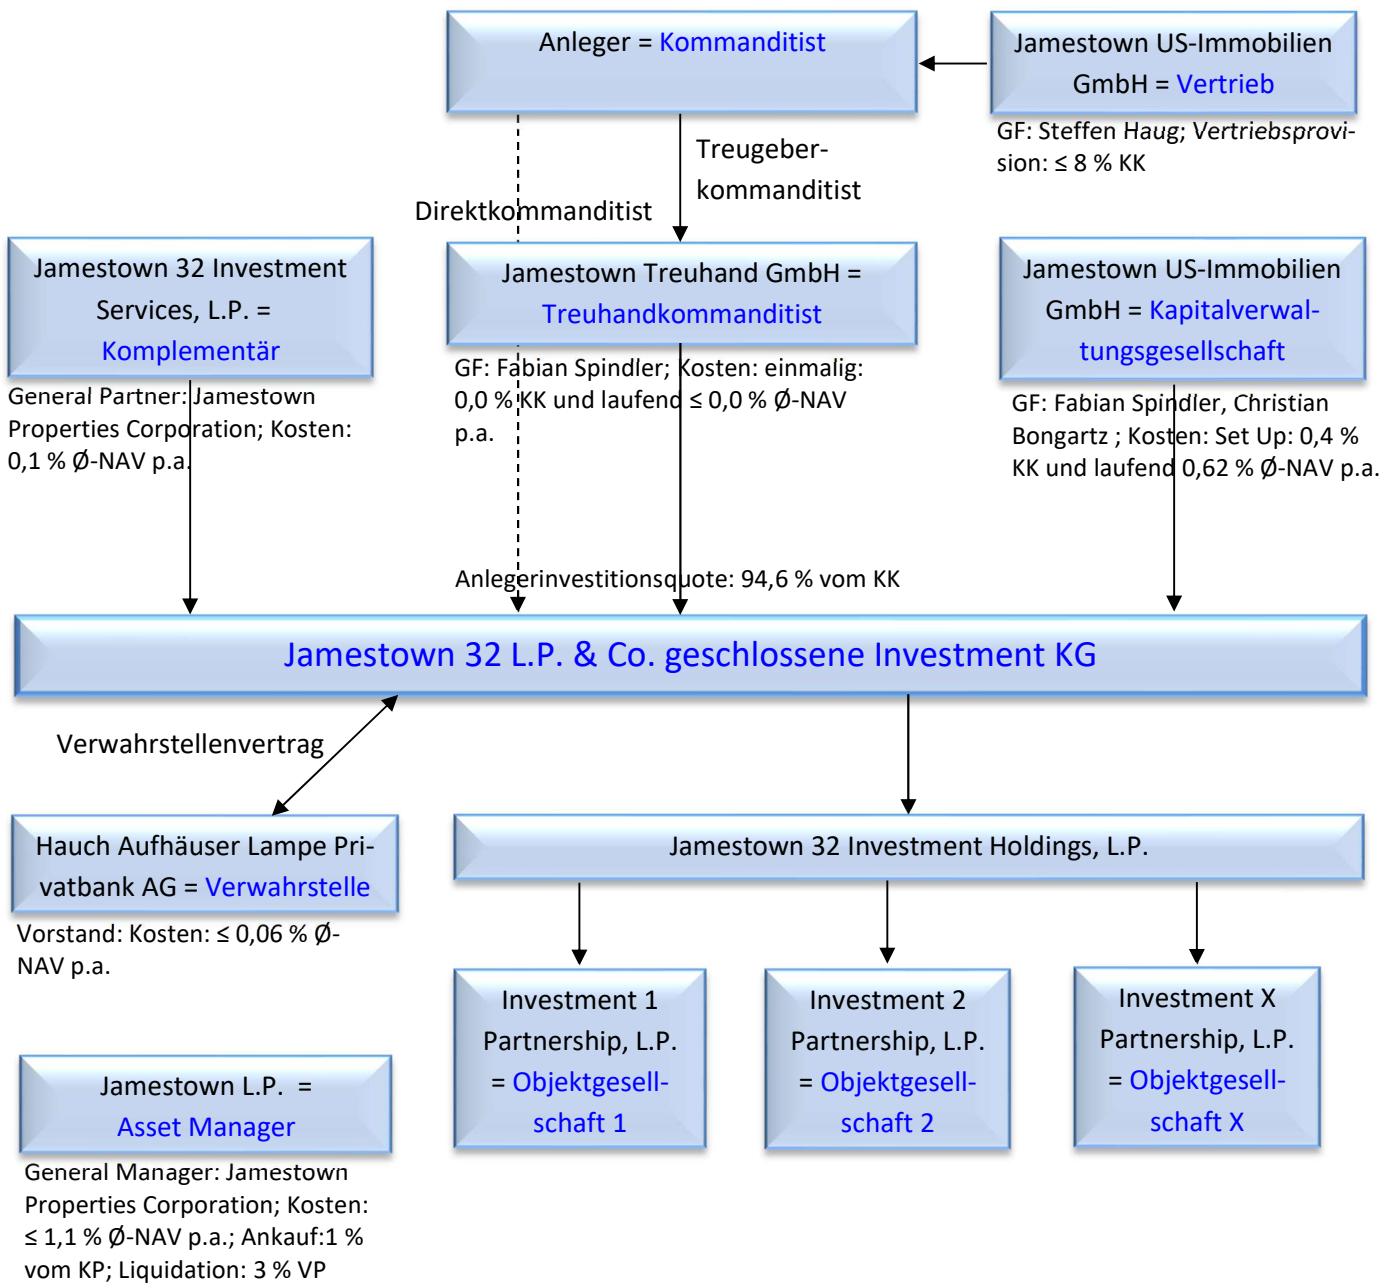 Anleger = Kommanditist
Jamestown US-Immobilien
GmbH = Vertrieb
GF: Steffen Haug; Vertriebsprovi-
sion: ≤ 8 % KK
Treugeber-
kommanditist
Direktkommanditist
Jamestown 32 Investment
Services, L.P. =
Komplementär
General Partner: Jamestown
Properties Corporation; Kosten:
0,1 % Ø-NAV p.a.
Jamestown Treuhand GmbH =
Treuhandkommanditist
GF: Fabian Spindler; Kosten: einmalig:
0,0 % KK und laufend ≤ 0,0 % Ø-NAV
p.a.
Jamestown US-Immobilien
GmbH = Kapitalverwal-
tungsgesellschaft
GF: Fabian Spindler, Christian
Bongartz ; Kosten: Set Up: 0,4 %
KK und laufend 0,62 % Ø-NAV p.a.
Anlegerinvestitionsquote: 94,6 % vom KK
Jamestown 32 L.P. & Co. geschlossene Investment KG
Verwahrstellenvertrag
Hauch Aufhäuser Lampe Pri-
vatbank AG = Verwahrstelle
Vorstand: Kosten: ≤ 0,06 % Ø-
NAV p.a.
Jamestown 32 Investment Holdings, L.P.
Investment 1
Partnership, L.P.
= Objektgesell-
schaft 1
Investment 2
Partnership, L.P.
= Objektgesell-
schaft 2
Investment X
Partnership, L.P.
= Objektgesell-
schaft X
Jamestown L.P.  =
Asset Manager
General Manager: Jamestown
Properties Corporation; Kosten:
≤ 1,1 % Ø-NAV p.a.; Ankauf:1 %
vom KP; Liquidation: 3 % VP